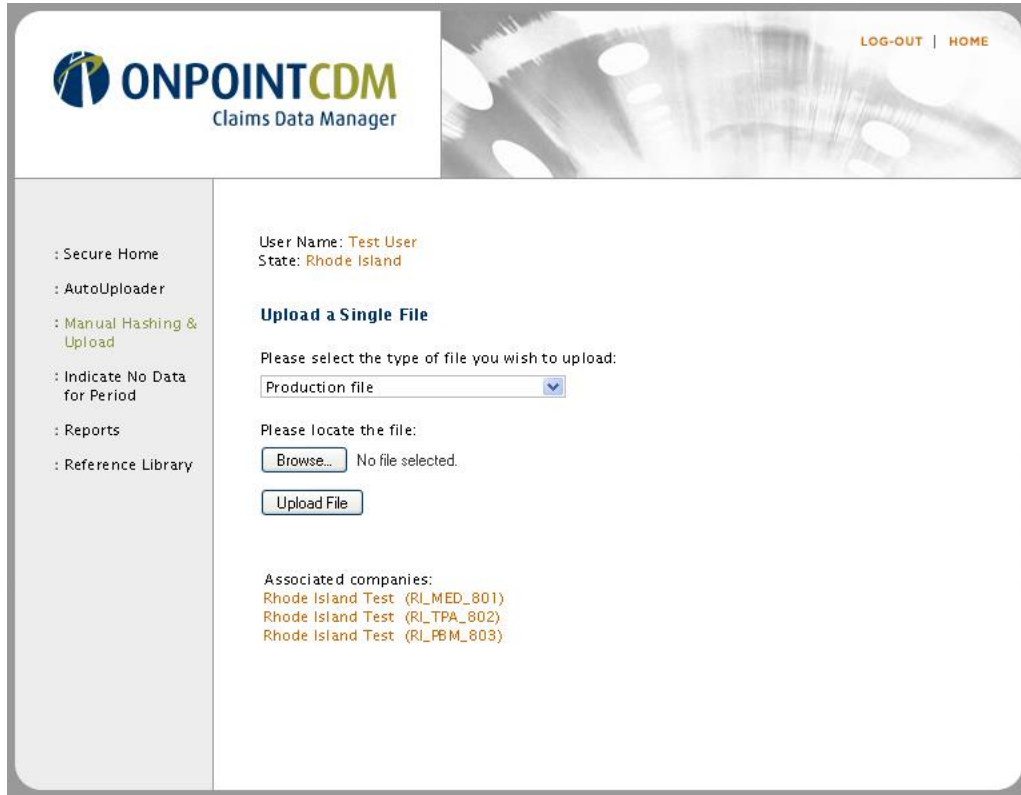 LOG-OUT | HOME
ONPOINTCDM
Claims Data Manager
: Secure Home
: AutoUploader
: Manual Hashing &
Upload
: Indicate No Data
for Period
: Reports
: Reference Library
User Name: Test User
State: Rhode Island
Upload a Single File
Please select the type of file you wish to upload:
Production file
Please locate the file:
Browse... No file selected.
Upload File
Associated companies:
Rhode Island Test (RI_MED_801)
Rhode Island Test (RI_TPA_802)
Rhode Island Test (RI_PBM_803)